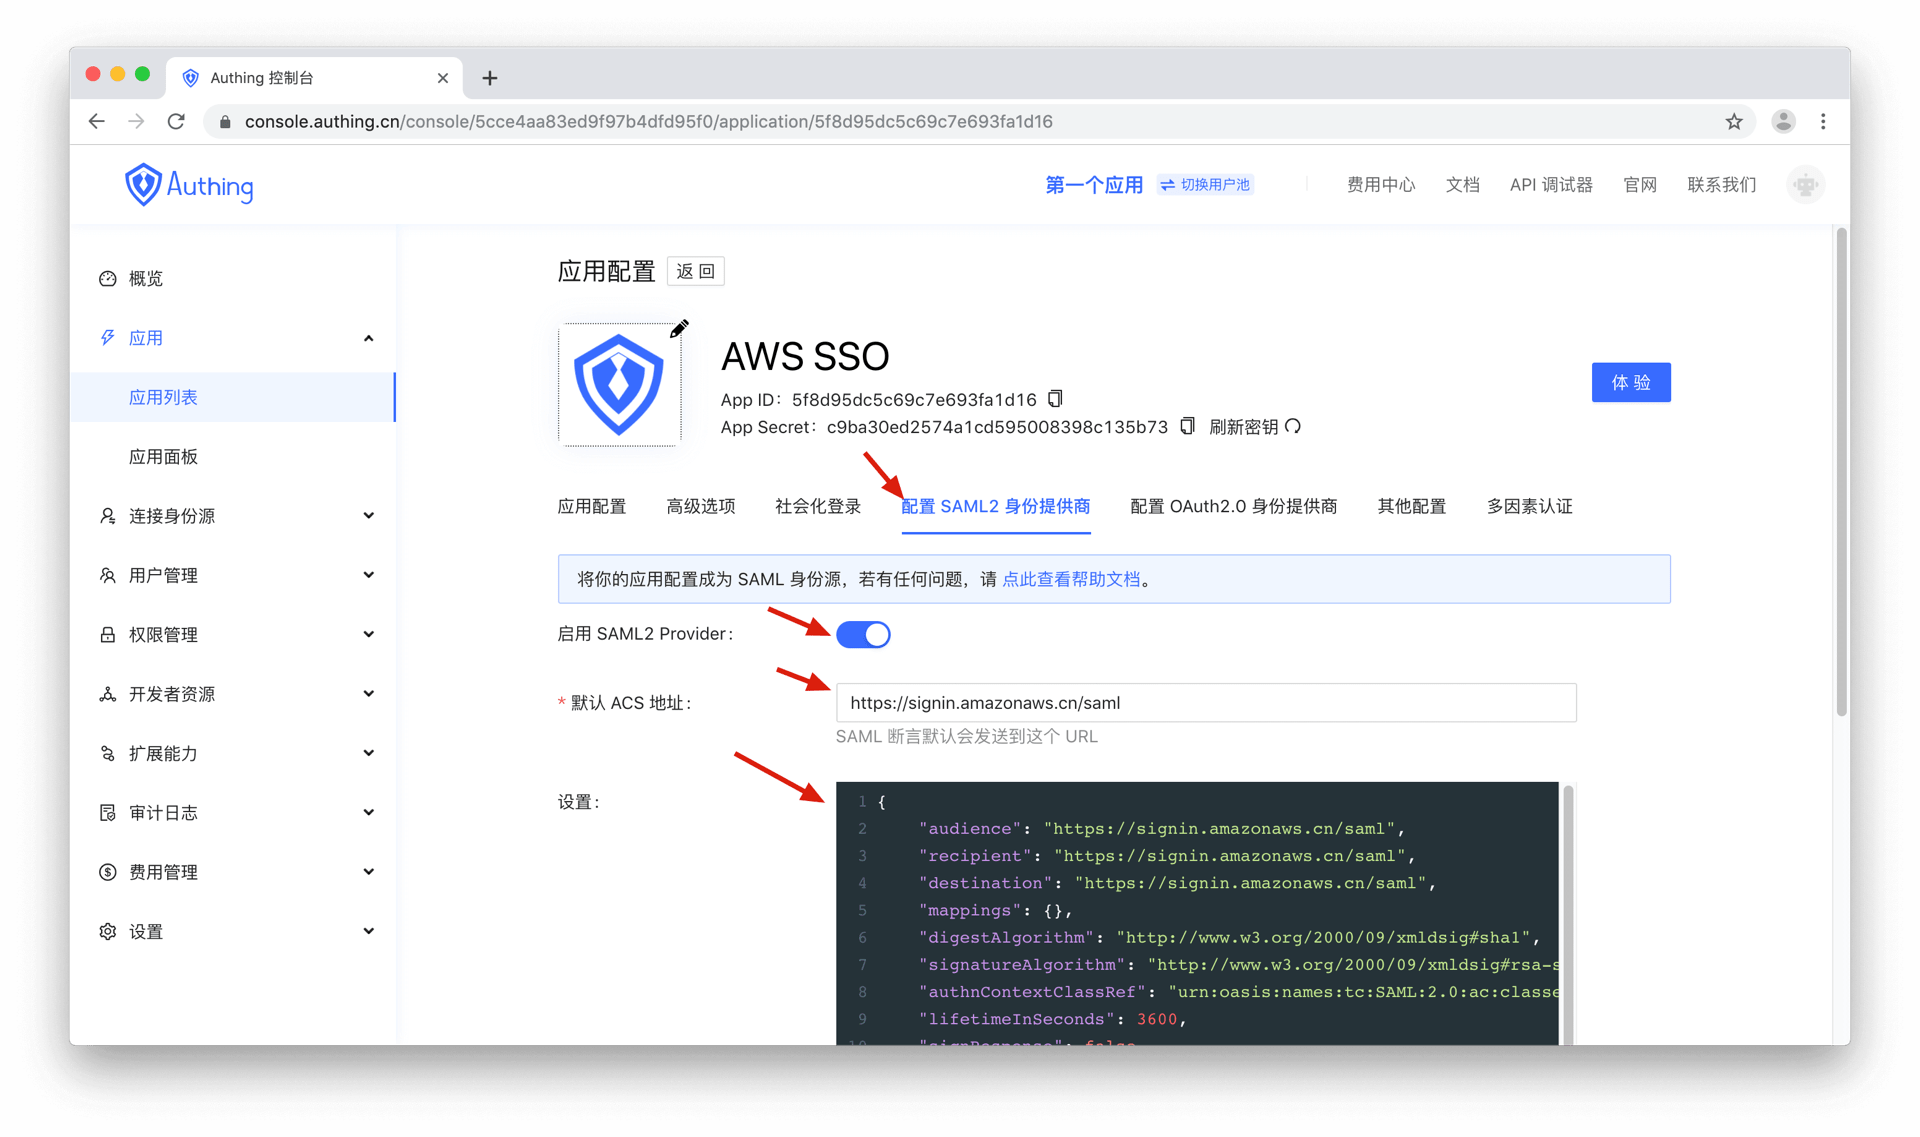 Authing 控制台
console.authing.cn/console/5cce4aa83ed9f97b4dfd95f0/application/5f8d95dc5c69c7e693fa1d16
Authing
第一个应用 切换用户池 费用中心 文档 API 调试器 官网 联系我们
概览
应用
应用列表
应用面板
连接身份源
用户管理
权限管理
开发者资源
扩展能力
审计日志
费用管理
设置
应用配置 返 回
AWS SSO
App ID: 5f8d95dc5c69c7e693fa1d16
App Secret: c9ba30ed2574a1cd595008398c135b73 刷新密钥
体 验
应用配置 高级选项 社会化登录 配置 SAML2 身份提供商 配置 OAuth2.0 身份提供商 其他配置 多因素认证
将你的应用配置成为 SAML 身份源，若有任何问题，请 点此查看帮助文档。
启用 SAML2 Provider:
* 默认 ACS 地址: https://signin.amazonaws.cn/saml
SAML 断言默认会发送到这个 URL
设置:
1 {
2 "audience": "https://signin.amazonaws.cn/saml",
3 "recipient": "https://signin.amazonaws.cn/saml",
4 "destination": "https://signin.amazonaws.cn/saml",
5 "mappings": {},
6 "digestAlgorithm": "http://www.w3.org/2000/09/xmldsig#sha1",
7 "signatureAlgorithm": "http://www.w3.org/2000/09/xmldsig#rsa-s
8 "authnContextClassRef": "urn:oasis:names:tc:SAML:2.0:ac:classe
9 "lifetimeInSeconds": 3600,
10 "signResponse": false